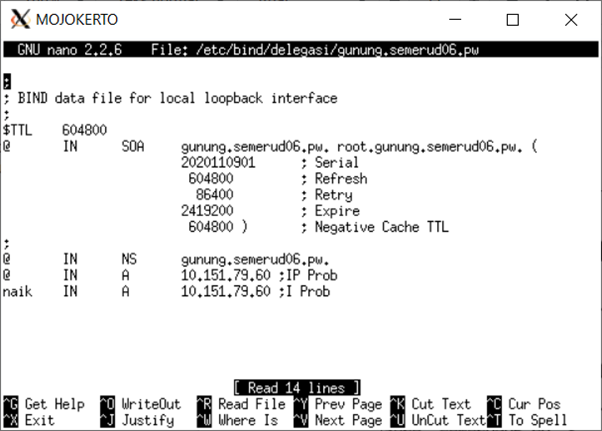 MOJOKERTO
GNU nano 2.2.6 File: /etc/bind/delegasi/gunung.semerud06.pw
;
; BIND data file for local loopback interface
;
$TTL 604800
@ IN SOA gunung.semerud06.pw. root.gunung.semerud06.pw. (
2020110901 ; Serial
604800 ; Refresh
86400 ; Retry
2419200 ; Expire
604800 ) ; Negative Cache TTL
;
@ IN NS gunung.semerud06.pw.
@ IN A 10.151.79.60 ;IP Prob
naik IN A 10.151.79.60 ;I Prob
[ Read 14 lines ]
^G Get Help ^O WriteOut ^R Read File ^Y Prev Page ^K Cut Text ^C Cur Pos
^X Exit ^J Justify ^W Where Is ^V Next Page ^U UnCut Text ^T To Spell